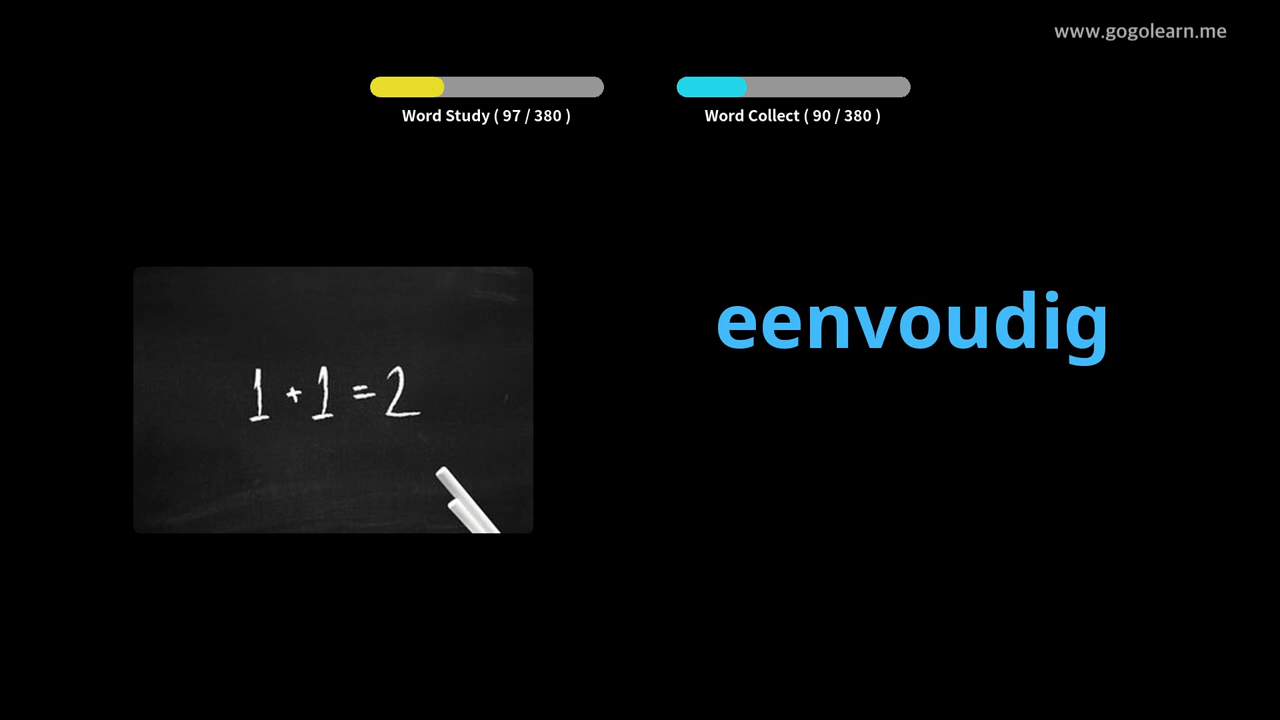 www.gogolearn.me
Word Study ( 97 / 380 )
Word Collect ( 90 / 380 )
eenvoudig
1 + 1 = 2